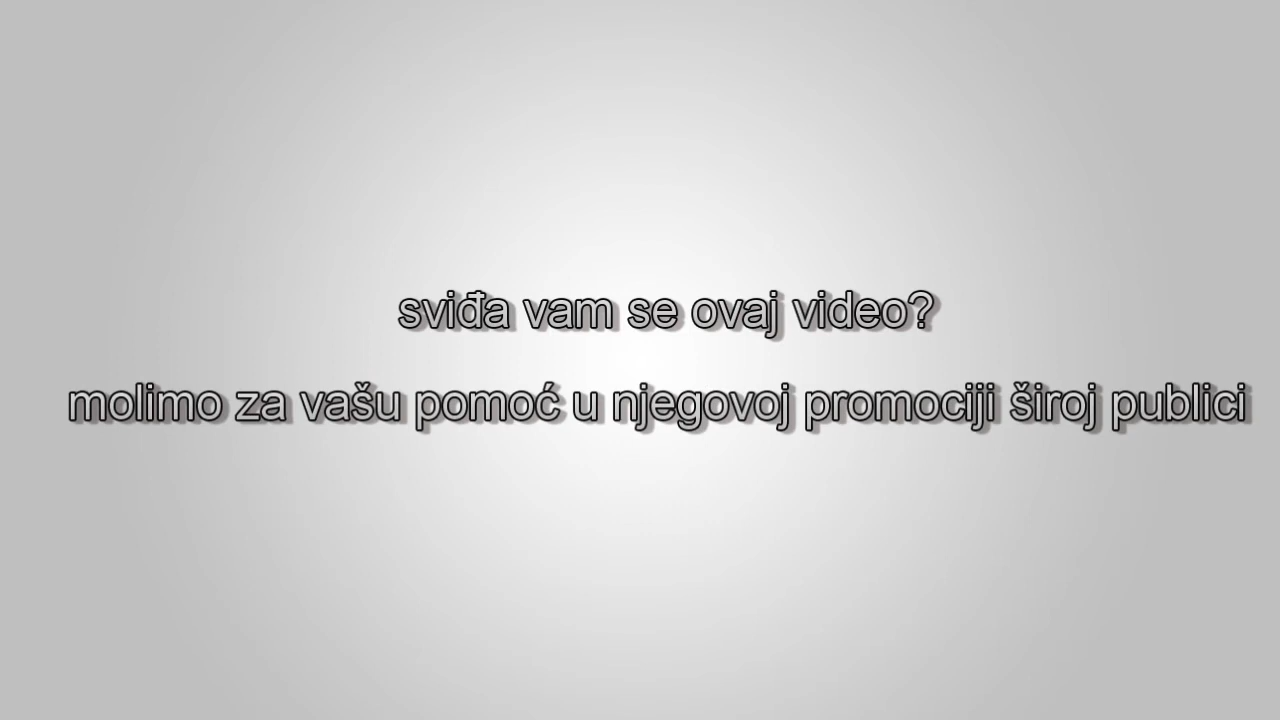 sviđa vam se ovaj video?
molimo za vašu pomoć u njegovoj promociji široj publici